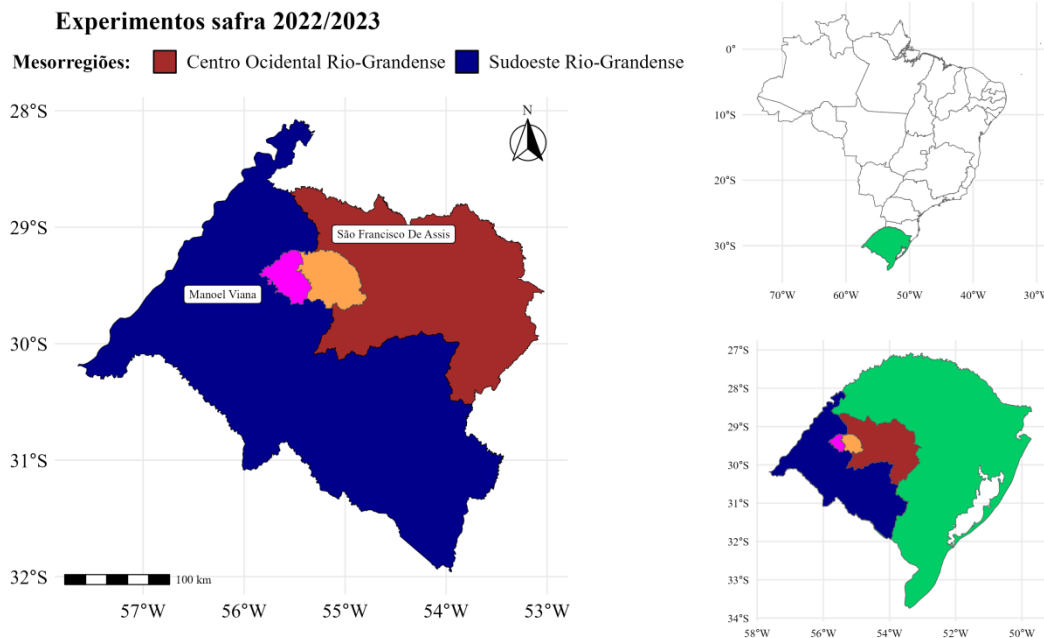 Experimentos safra 2022/2023
Mesorregiões: Centro Ocidental Rio-Grandense Sudoeste Rio-Grandense
28°S
29°S
30°S
31°S
32°S
57°W 56°W 55°W 54°W 53°W
N
São Francisco De Assis
Manoel Viana
100 km
0°
10°S
20°S
30°S
70°W 60°W 50°W 40°W 30°W
27°S
28°S
29°S
30°S
31°S
32°S
33°S
34°S
58°W 56°W 54°W 52°W 50°W